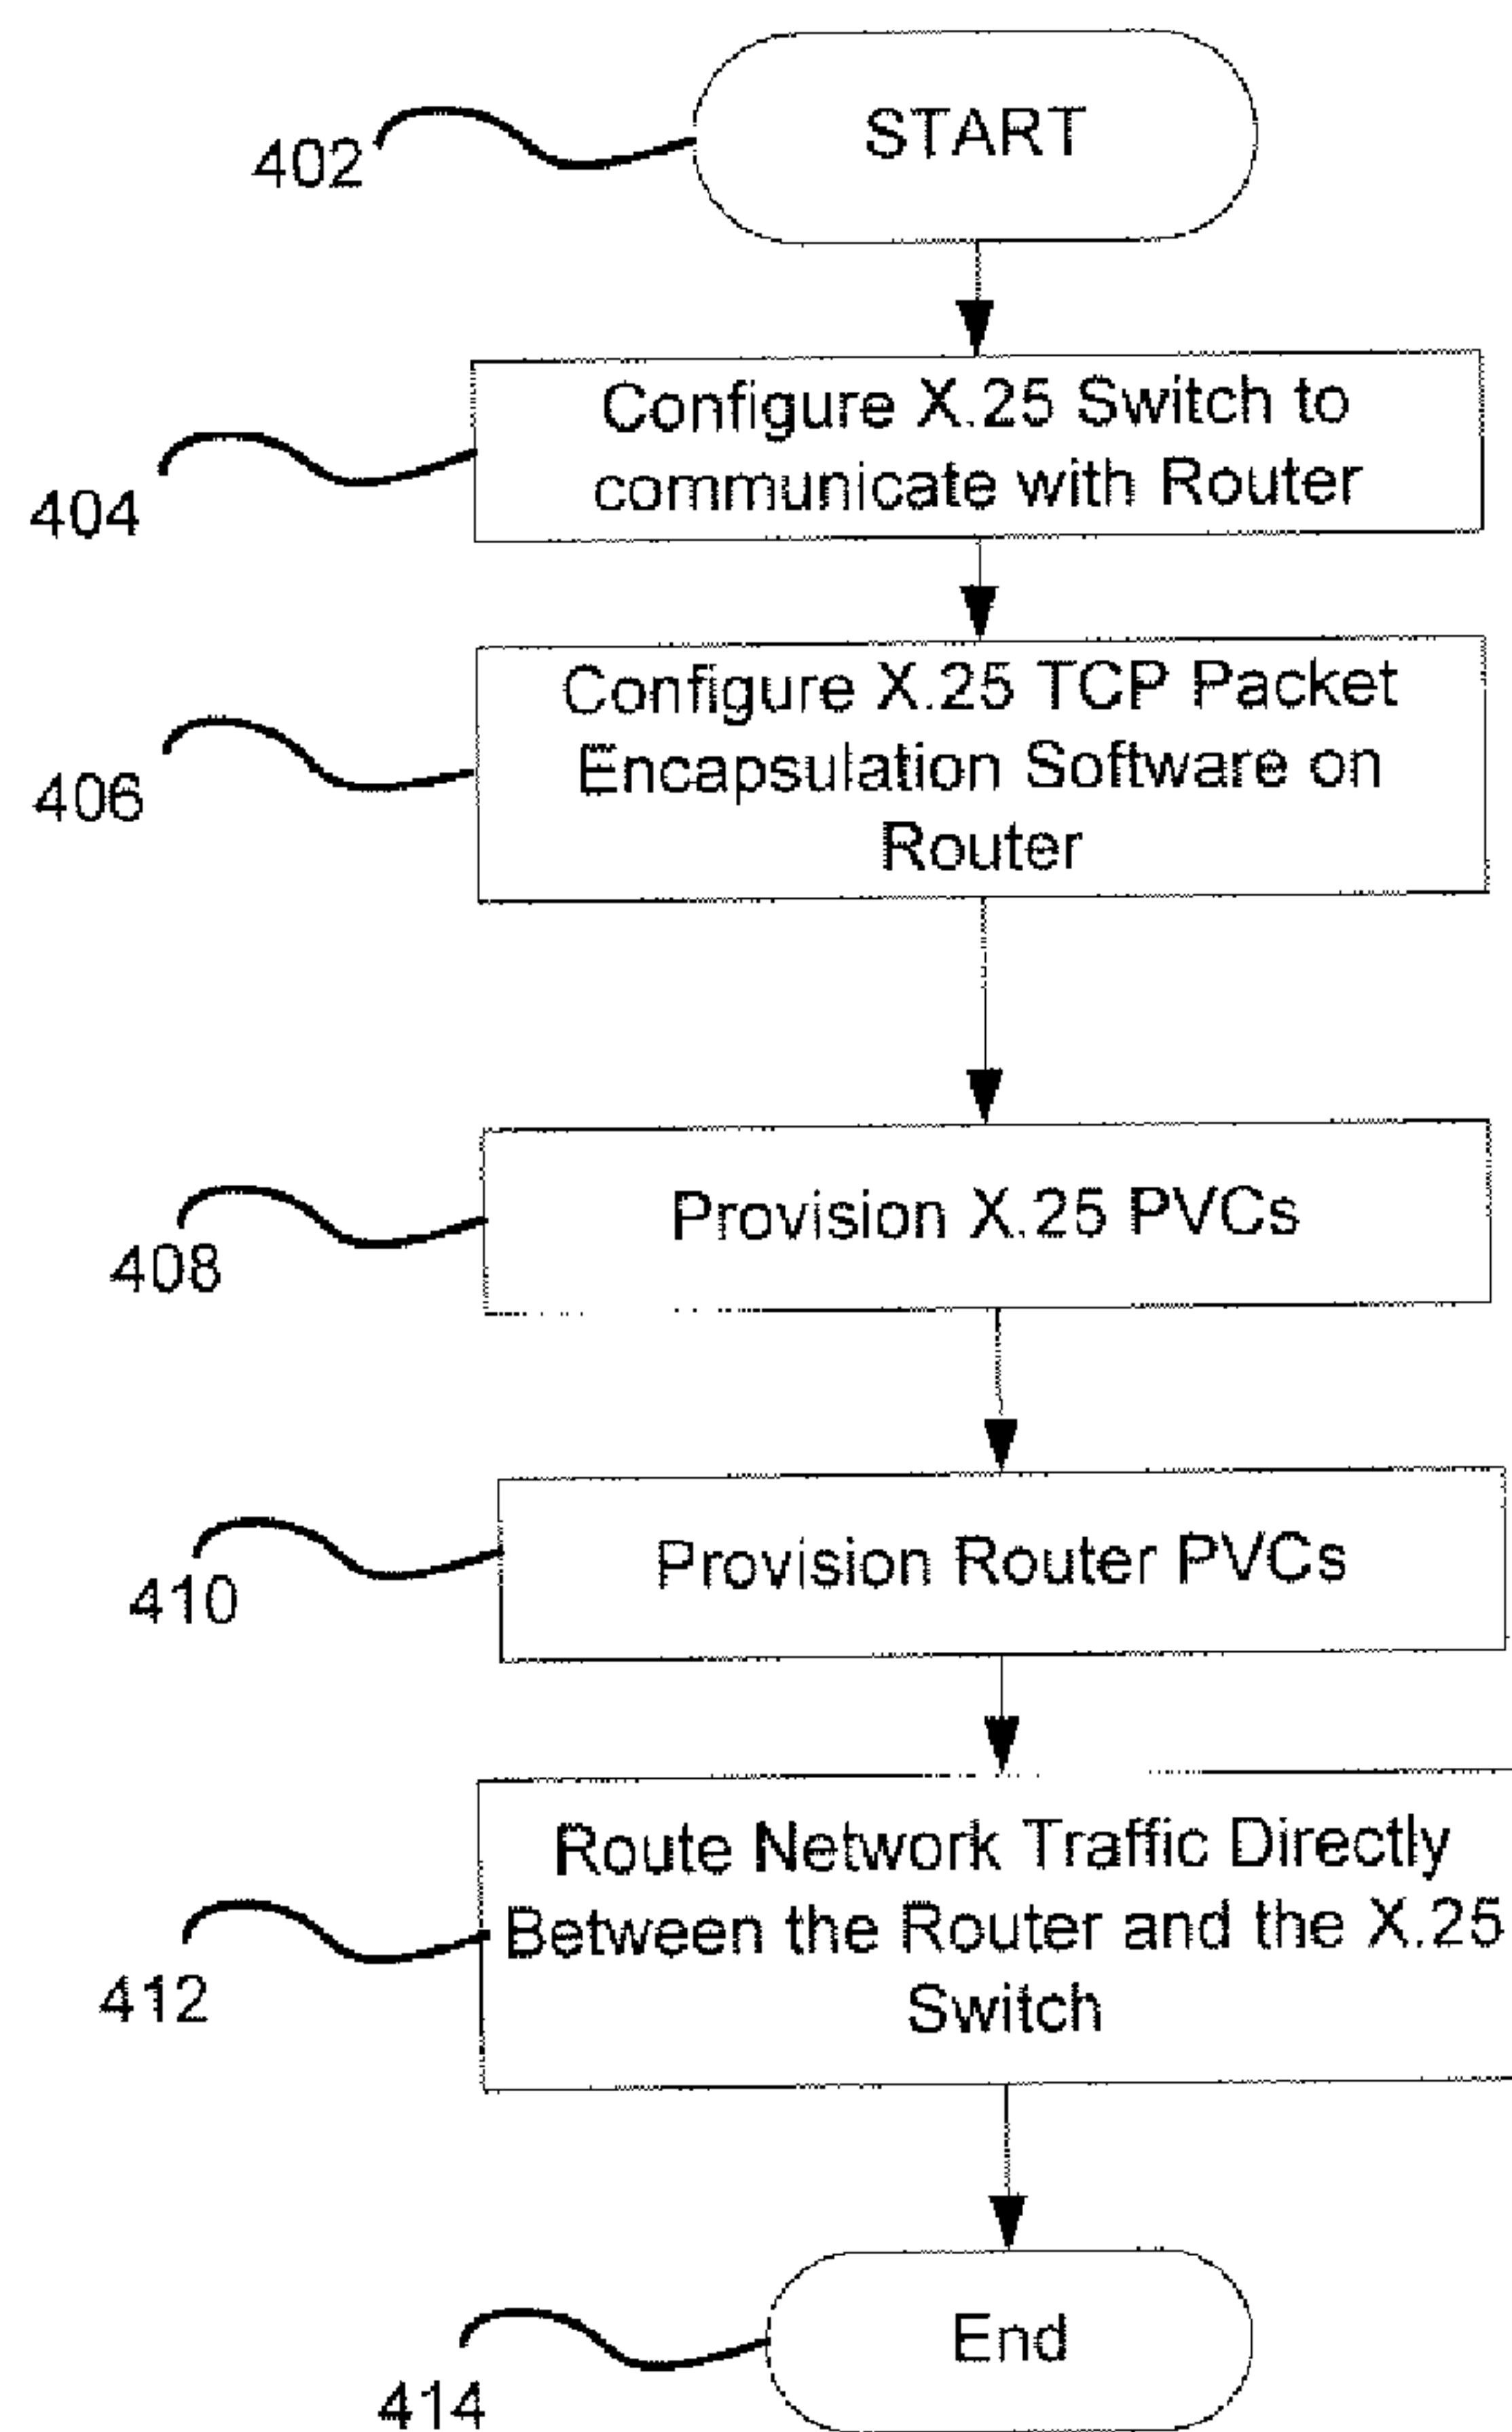 START
402
Configure X.25 Switch to
communicate with Router
404
Configure X.25 TCP Packet
Encapsulation Software on
Router
406
Provision X.25 PVCs
408
Provision Router PVCs
410
Route Network Traffic Directly
Between the Router and the X.25
Switch
412
End
414